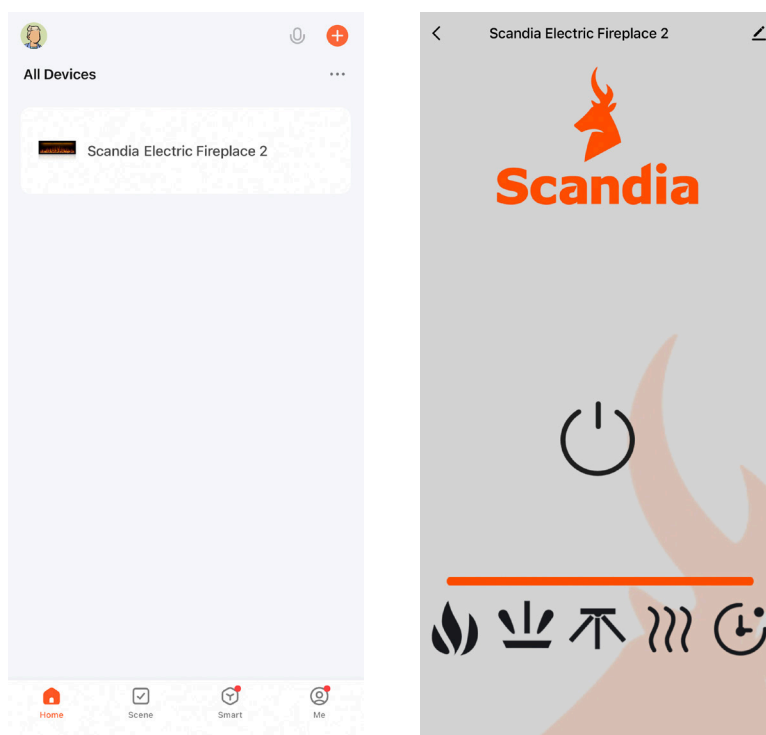 All Devices
Scandia Electric Fireplace 2
Home
Scene
Smart
Me
Scandia Electric Fireplace 2
Scandia